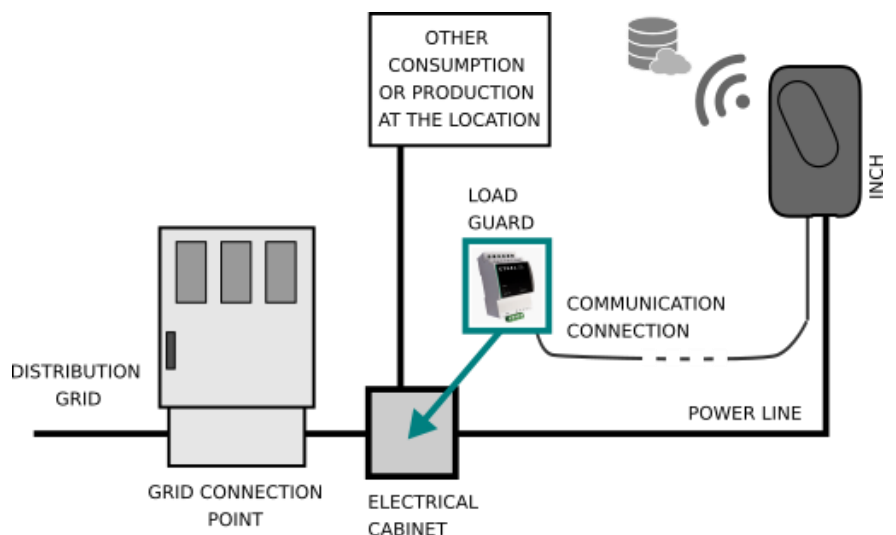 OTHER
CONSUMPTION
OR PRODUCTION
AT THE LOCATION
INCH
LOAD
GUARD
COMMUNICATION
CONNECTION
DISTRIBUTION
GRID
POWER LINE
GRID CONNECTION
POINT
ELECTRICAL
CABINET